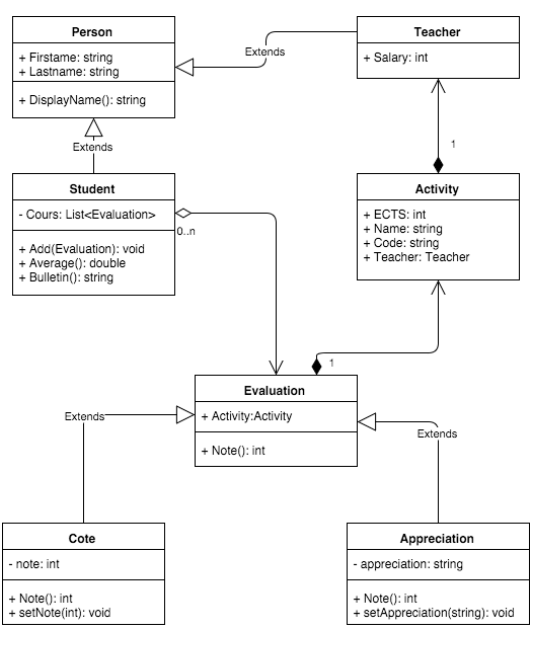 Person
+ Firstame: string
+ Lastname: string
+ DisplayName(): string
Extends
Teacher
+ Salary: int
Extends
1
Student
- Cours: List<Evaluation>
+ Add(Evaluation): void
+ Average(): double
+ Bulletin(): string
0..n
Activity
+ ECTS: int
+ Name: string
+ Code: string
+ Teacher: Teacher
1
Evaluation
+ Activity:Activity
+ Note(): int
Extends
Extends
Cote
- note: int
+ Note(): int
+ setNote(int): void
Appreciation
- appreciation: string
+ Note(): int
+ setAppreciation(string): void